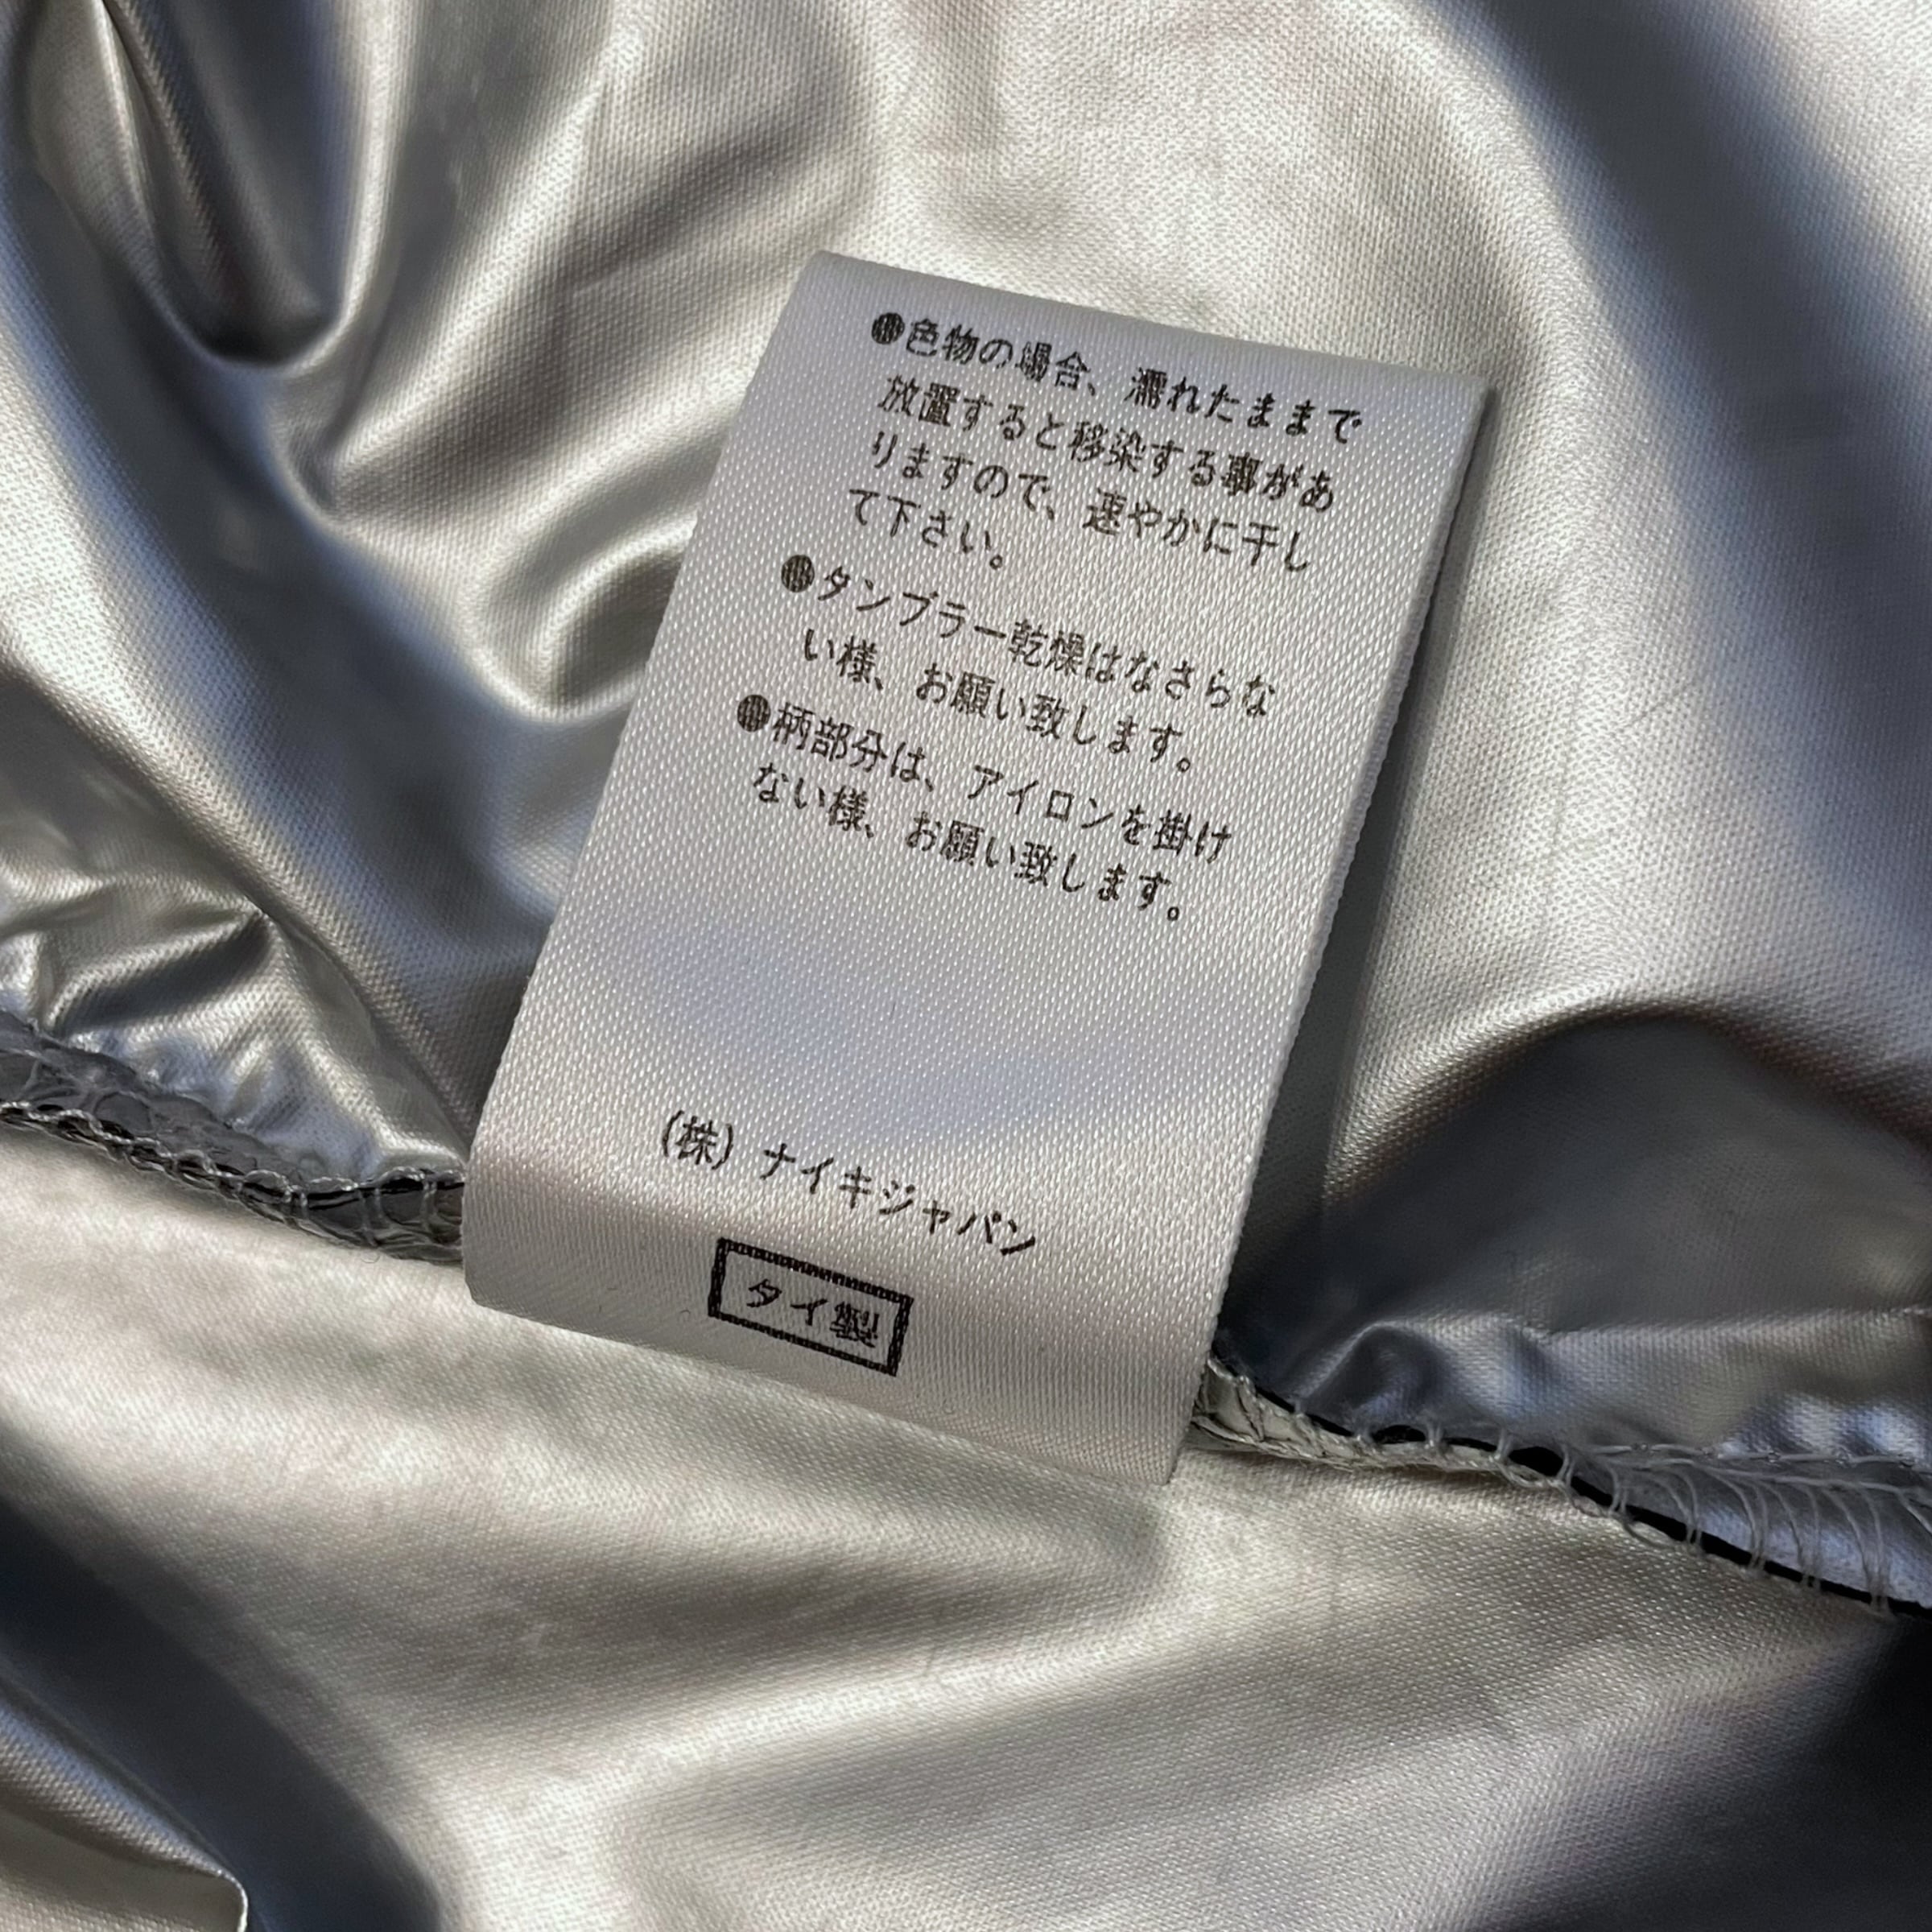 ●色物の場合、濡れたままで
放置すると移染する事があ
りますので、速やかに干し
て下さい。
●タンブラー乾燥はなさらな
い様、お願い致します。
●柄部分は、アイロンを掛け
ない様、お願い致します。
(株) ナイキジャパン
タイ製